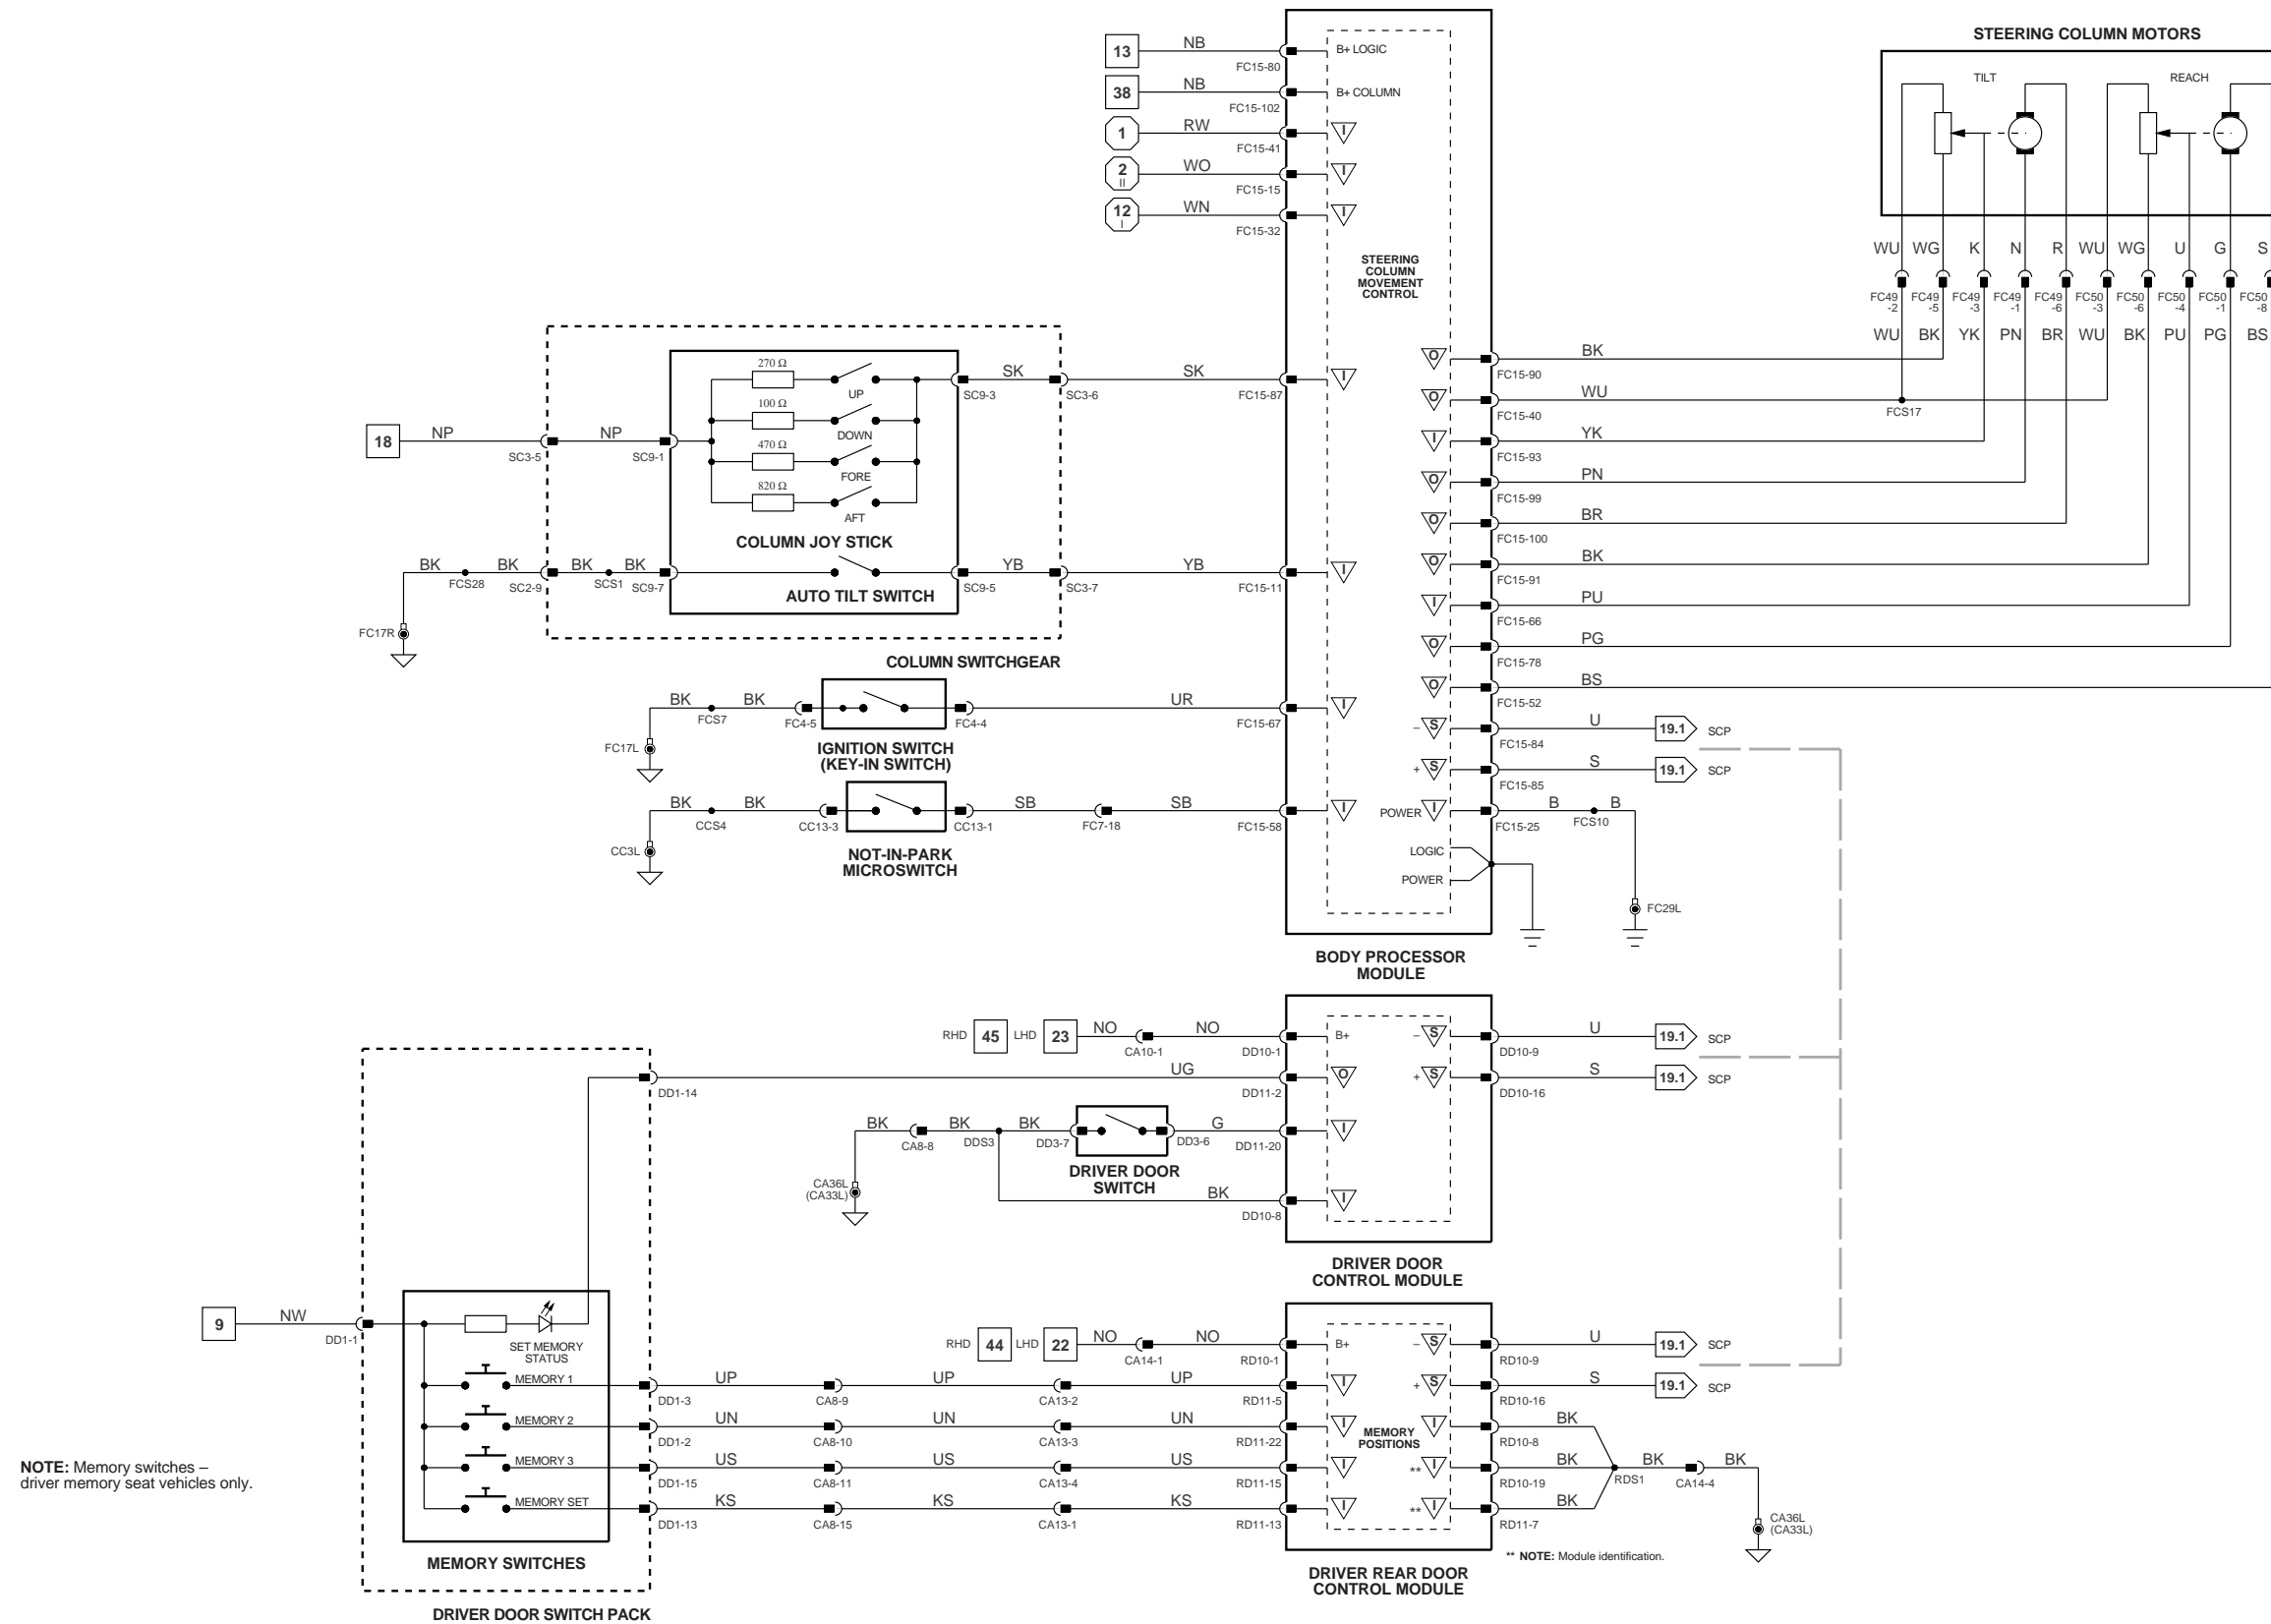 STEERING COLUMN MOTORS
TILT
REACH
WU WG K N R WU WG U G S
FC49 -2
FC49 -5
FC49 -3
FC49 -1
FC49 -6
FC50 -3
FC50 -6
FC50 -4
FC50 -1
FC50 -8
WU BK YK PN BR WU BK PU PG BS
13 NB FC15-80 B+ LOGIC
38 NB FC15-102 B+ COLUMN
1 RW FC15-41 I
2 II WO FC15-15 I
12 I WN FC15-32 I
STEERING
COLUMN
MOVEMENT
CONTROL
O FC15-90 BK
O FC15-40 WU FCS17
I FC15-93 YK
O FC15-99 PN
O FC15-100 BR
O FC15-91 BK
I FC15-66 PU
O FC15-78 PG
O FC15-52 BS
– S FC15-84 U 19.1 SCP
+ S FC15-85 S 19.1 SCP
POWER I FC15-25 B FCS10 B
FC29L
LOGIC
POWER
BODY PROCESSOR
MODULE
270 Ω UP
100 Ω DOWN
470 Ω FORE
820 Ω AFT
SC9-3 SK SC3-6 SK FC15-87 I
18 NP SC3-5 NP SC9-1
COLUMN JOY STICK
BK FCS28 BK SC2-9 BK SCS1 BK SC9-7
AUTO TILT SWITCH
SC9-5 YB SC3-7 YB FC15-11 I
FC17R
COLUMN SWITCHGEAR
BK FCS7 BK FC4-5 FC4-4 UR FC15-67 I
FC17L
IGNITION SWITCH
(KEY-IN SWITCH)
BK CCS4 BK CC13-3 CC13-1 SB FC7-18 SB FC15-58 I
CC3L
NOT-IN-PARK
MICROSWITCH
RHD 45 LHD 23 NO CA10-1 NO DD10-1 B+
– S DD10-9 U 19.1 SCP
DD1-14 UG DD11-2 O
+ S DD10-16 S 19.1 SCP
BK CA8-8 BK DDS3 BK DD3-7 DD3-6 G DD11-20 I
DRIVER DOOR
SWITCH
CA36L
(CA33L)
BK DD10-8 I
DRIVER DOOR
CONTROL MODULE
9 NW DD1-1
SET MEMORY
STATUS
RHD 44 LHD 22 NO CA14-1 NO RD10-1 B+
– S RD10-9 U 19.1 SCP
MEMORY 1 DD1-3 UP CA8-9 UP CA13-2 UP RD11-5 I
+ S RD10-16 S 19.1 SCP
MEMORY 2 DD1-2 UN CA8-10 UN CA13-3 UN RD11-22 I
I RD10-8 BK
MEMORY
POSITIONS
MEMORY 3 DD1-15 US CA8-11 US CA13-4 US RD11-15 I
** I RD10-19 BK RDS1 BK CA14-4 BK
MEMORY SET DD1-13 KS CA8-15 KS CA13-1 KS RD11-13 I
** I RD11-7 BK
CA36L
(CA33L)
MEMORY SWITCHES
DRIVER DOOR SWITCH PACK
DRIVER REAR DOOR
CONTROL MODULE
** NOTE: Module identification.
NOTE: Memory switches –
driver memory seat vehicles only.